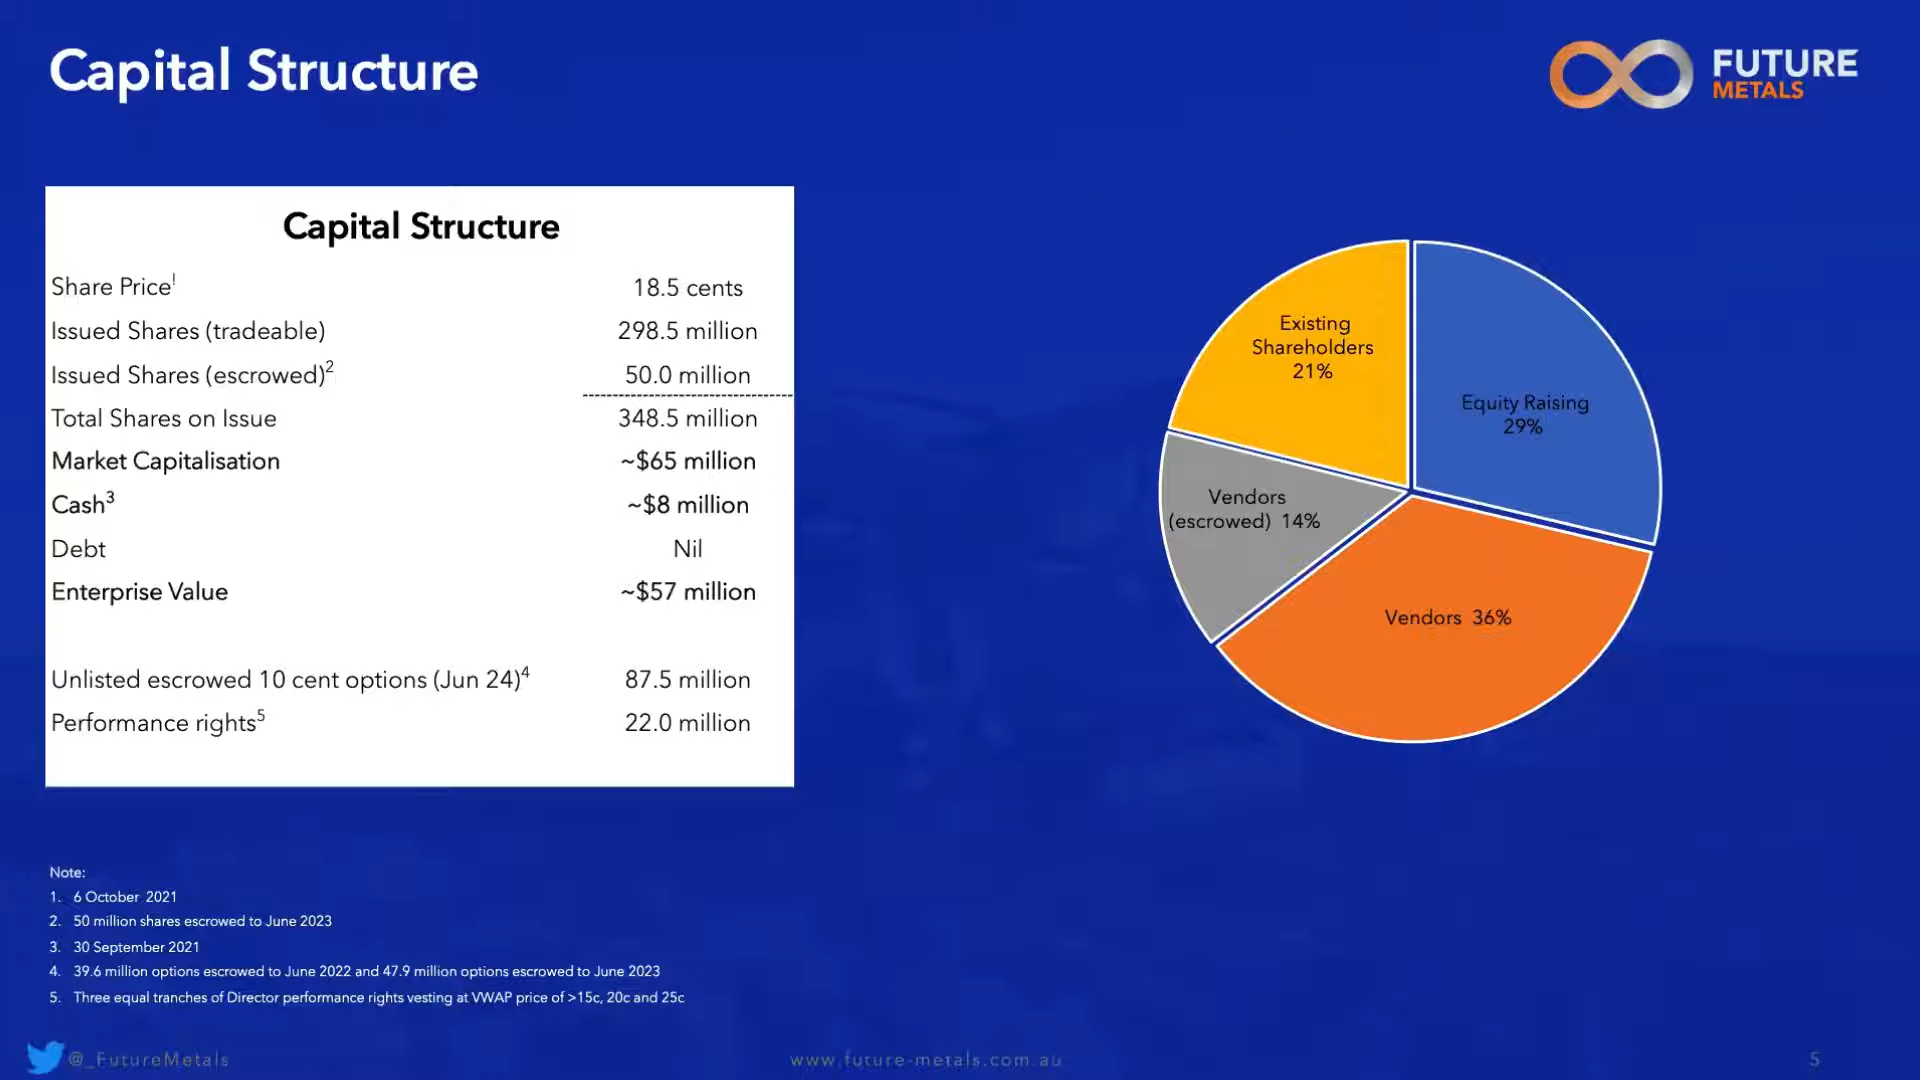 Capital Structure
FUTURE
METALS
Capital Structure
Share Price¹ 18.5 cents
Issued Shares (tradeable) 298.5 million
Issued Shares (escrowed)² 50.0 million
Total Shares on Issue 348.5 million
Market Capitalisation ~$65 million
Cash³ ~$8 million
Debt Nil
Enterprise Value ~$57 million
Unlisted escrowed 10 cent options (Jun 24)⁴ 87.5 million
Performance rights⁵ 22.0 million
Existing
Shareholders
21%
Equity Raising
29%
Vendors
(escrowed) 14%
Vendors 36%
Note:
1. 6 October 2021
2. 50 million shares escrowed to June 2023
3. 30 September 2021
4. 39.6 million options escrowed to June 2022 and 47.9 million options escrowed to June 2023
5. Three equal tranches of Director performance rights vesting at VWAP price of >15c, 20c and 25c
@_FutureMetals
www.future-metals.com.au
5